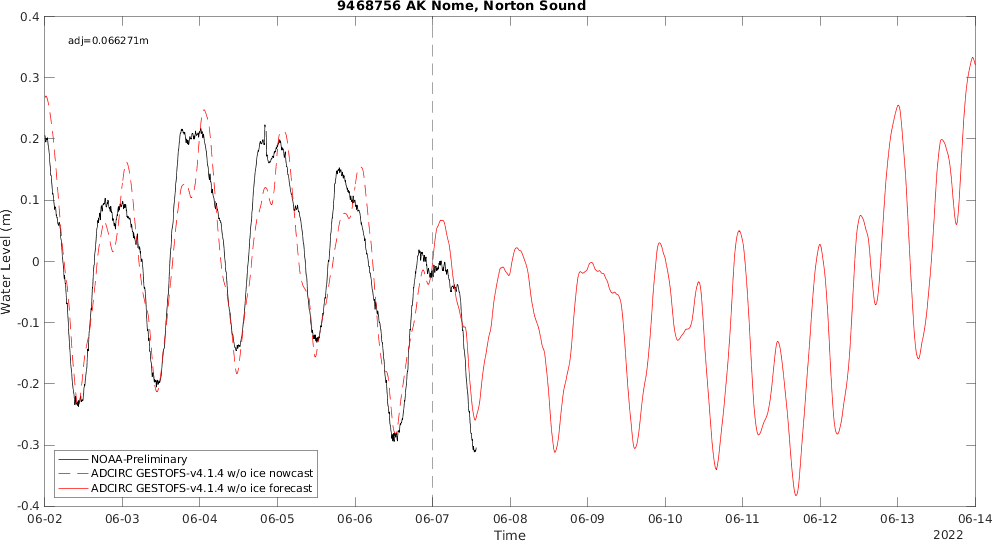 9468756 AK Nome, Norton Sound
adj=0.066271m
0.4
0.3
0.2
0.1
0
-0.1
-0.2
-0.3
-0.4
Water Level (m)
NOAA-Preliminary
ADCIRC GESTOFS-v4.1.4 w/o ice nowcast
ADCIRC GESTOFS-v4.1.4 w/o ice forecast
06-02 06-03 06-04 06-05 06-06 06-07 06-08 06-09 06-10 06-11 06-12 06-13 06-14
Time
2022